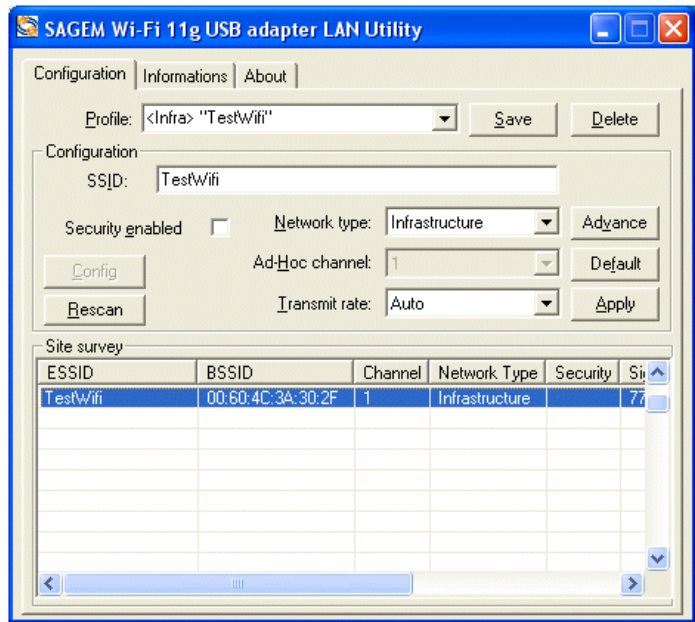 SAGEM Wi-Fi 11g USB adapter LAN Utility
Configuration Informations About
Profile: <Infra> "TestWifi" Save Delete
Configuration
SSID: TestWifi
Security enabled Network type: Infrastructure Advance
Config Ad-Hoc channel: 1 Default
Rescan Transmit rate: Auto Apply
Site survey
ESSID BSSID Channel Network Type Security
TestWifi 00:60:4C:3A:30:2F 1 Infrastructure 77